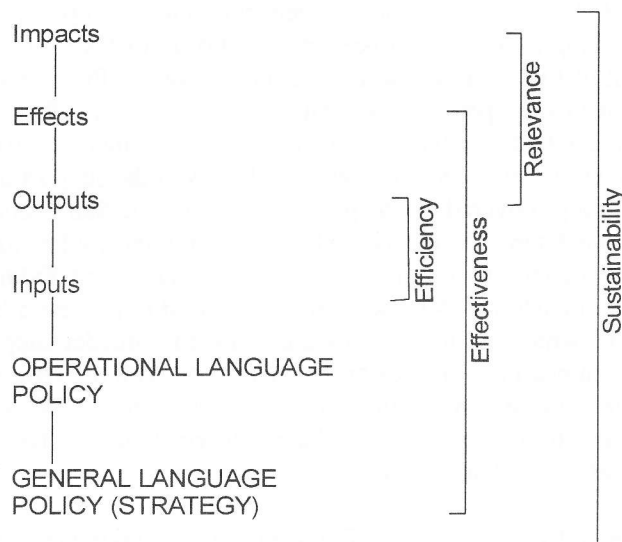 Impacts
Effects
Outputs
Inputs
OPERATIONAL LANGUAGE
POLICY
GENERAL LANGUAGE
POLICY (STRATEGY)
Efficiency
Effectiveness
Relevance
Sustainability